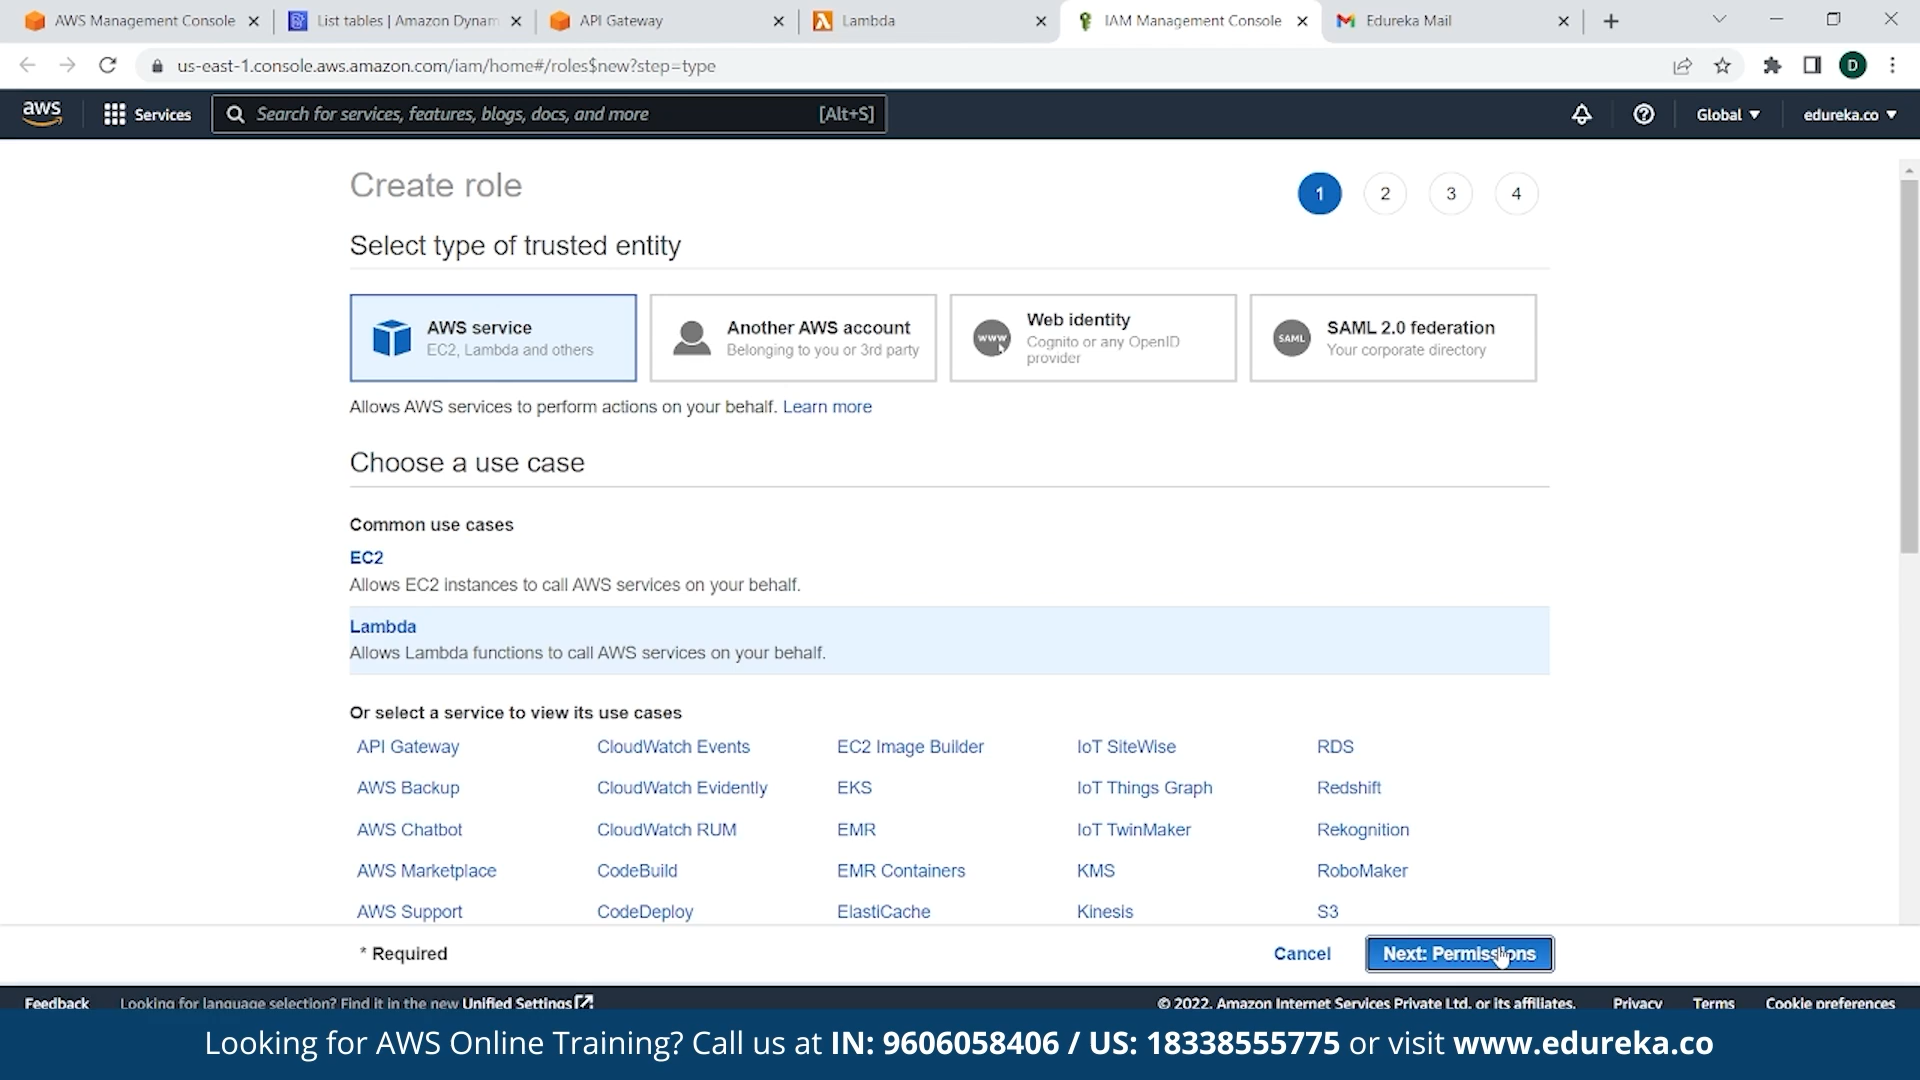 AWS Management Console
List tables | Amazon Dynam
API Gateway
Lambda
IAM Management Console
Edureka Mail
us-east-1.console.aws.amazon.com/iam/home#/roles$new?step=type
D
aws
Services
Search for services, features, blogs, docs, and more
[Alt+S]
Global
edureka.co
Create role
1
2
3
4
Select type of trusted entity
AWS service
EC2, Lambda and others
Another AWS account
Belonging to you or 3rd party
www
Web identity
Cognito or any OpenID
provider
SAML
SAML 2.0 federation
Your corporate directory
Allows AWS services to perform actions on your behalf. Learn more
Choose a use case
Common use cases
EC2
Allows EC2 instances to call AWS services on your behalf.
Lambda
Allows Lambda functions to call AWS services on your behalf.
Or select a service to view its use cases
API Gateway CloudWatch Events EC2 Image Builder IoT SiteWise RDS
AWS Backup CloudWatch Evidently EKS IoT Things Graph Redshift
AWS Chatbot CloudWatch RUM EMR IoT TwinMaker Rekognition
AWS Marketplace CodeBuild EMR Containers KMS RoboMaker
AWS Support CodeDeploy ElastiCache Kinesis S3
* Required
Cancel
Next: Permissions
Feedback
Looking for language selection? Find it in the new Unified Settings
© 2022, Amazon Internet Services Private Ltd. or its affiliates.
Privacy
Terms
Cookie preferences
Looking for AWS Online Training? Call us at IN: 9606058406 / US: 18338555775 or visit www.edureka.co